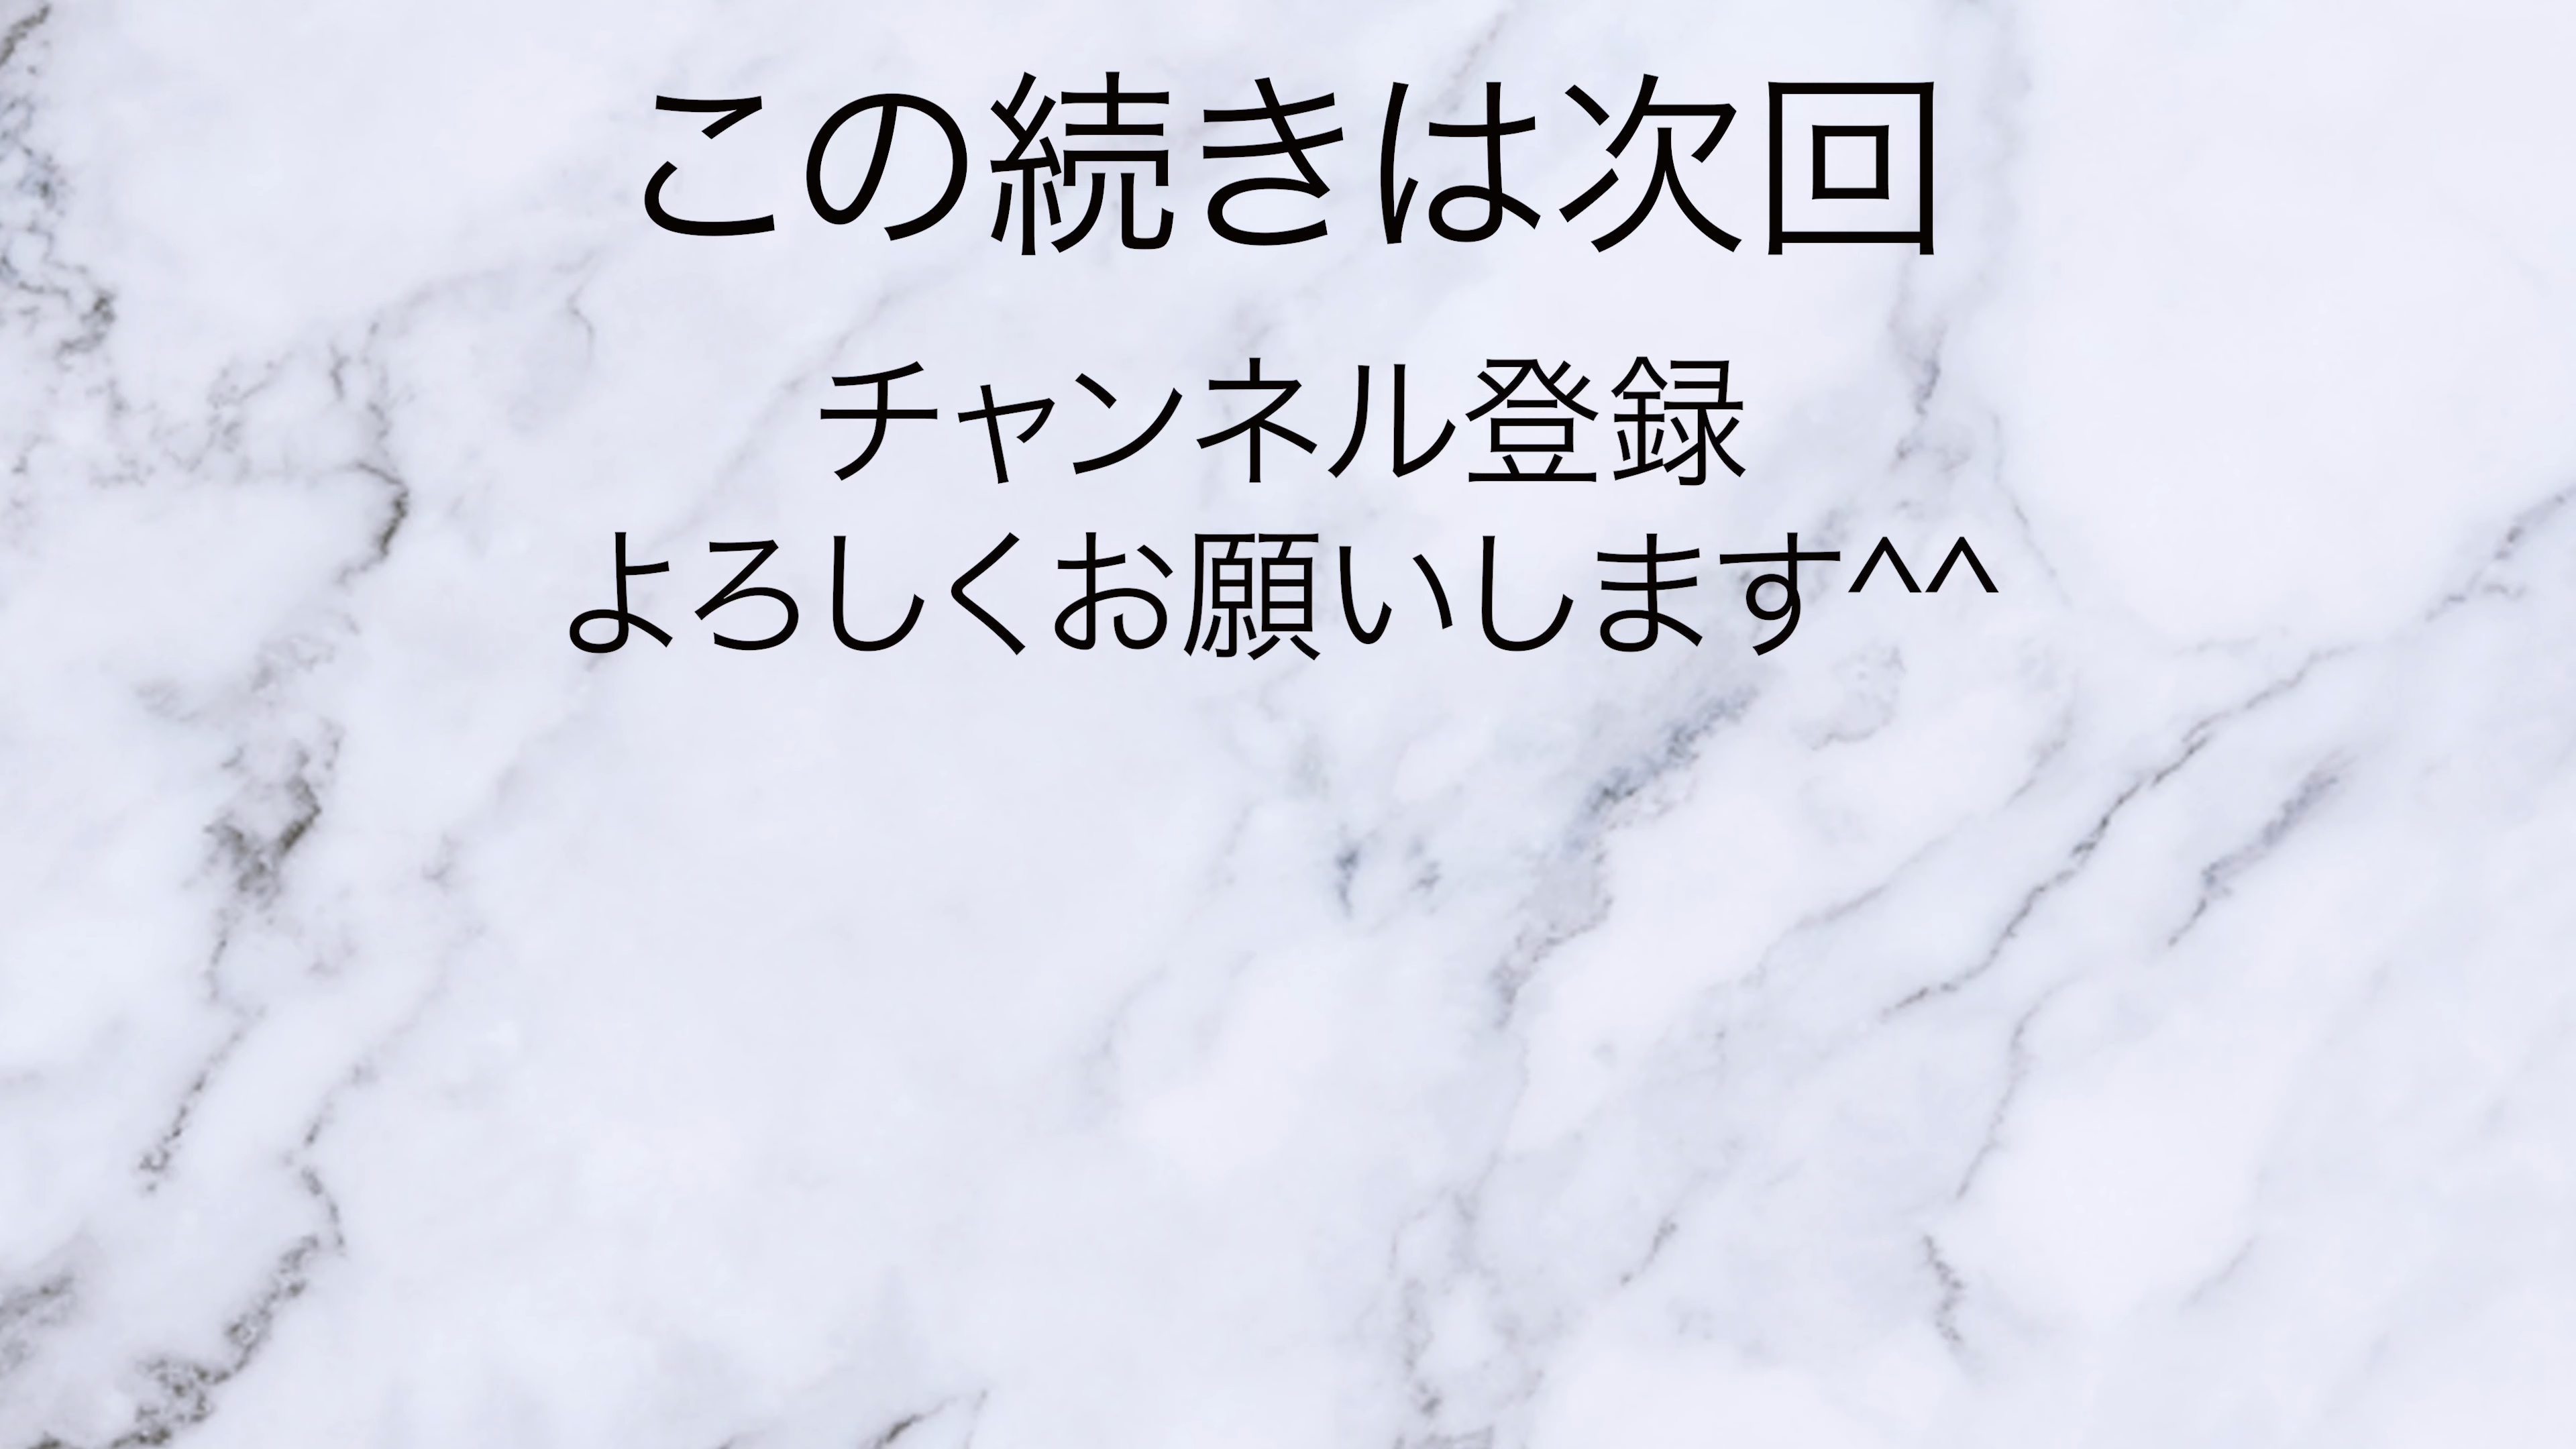 この続きは次回
チャンネル登録
よろしくお願いします^^